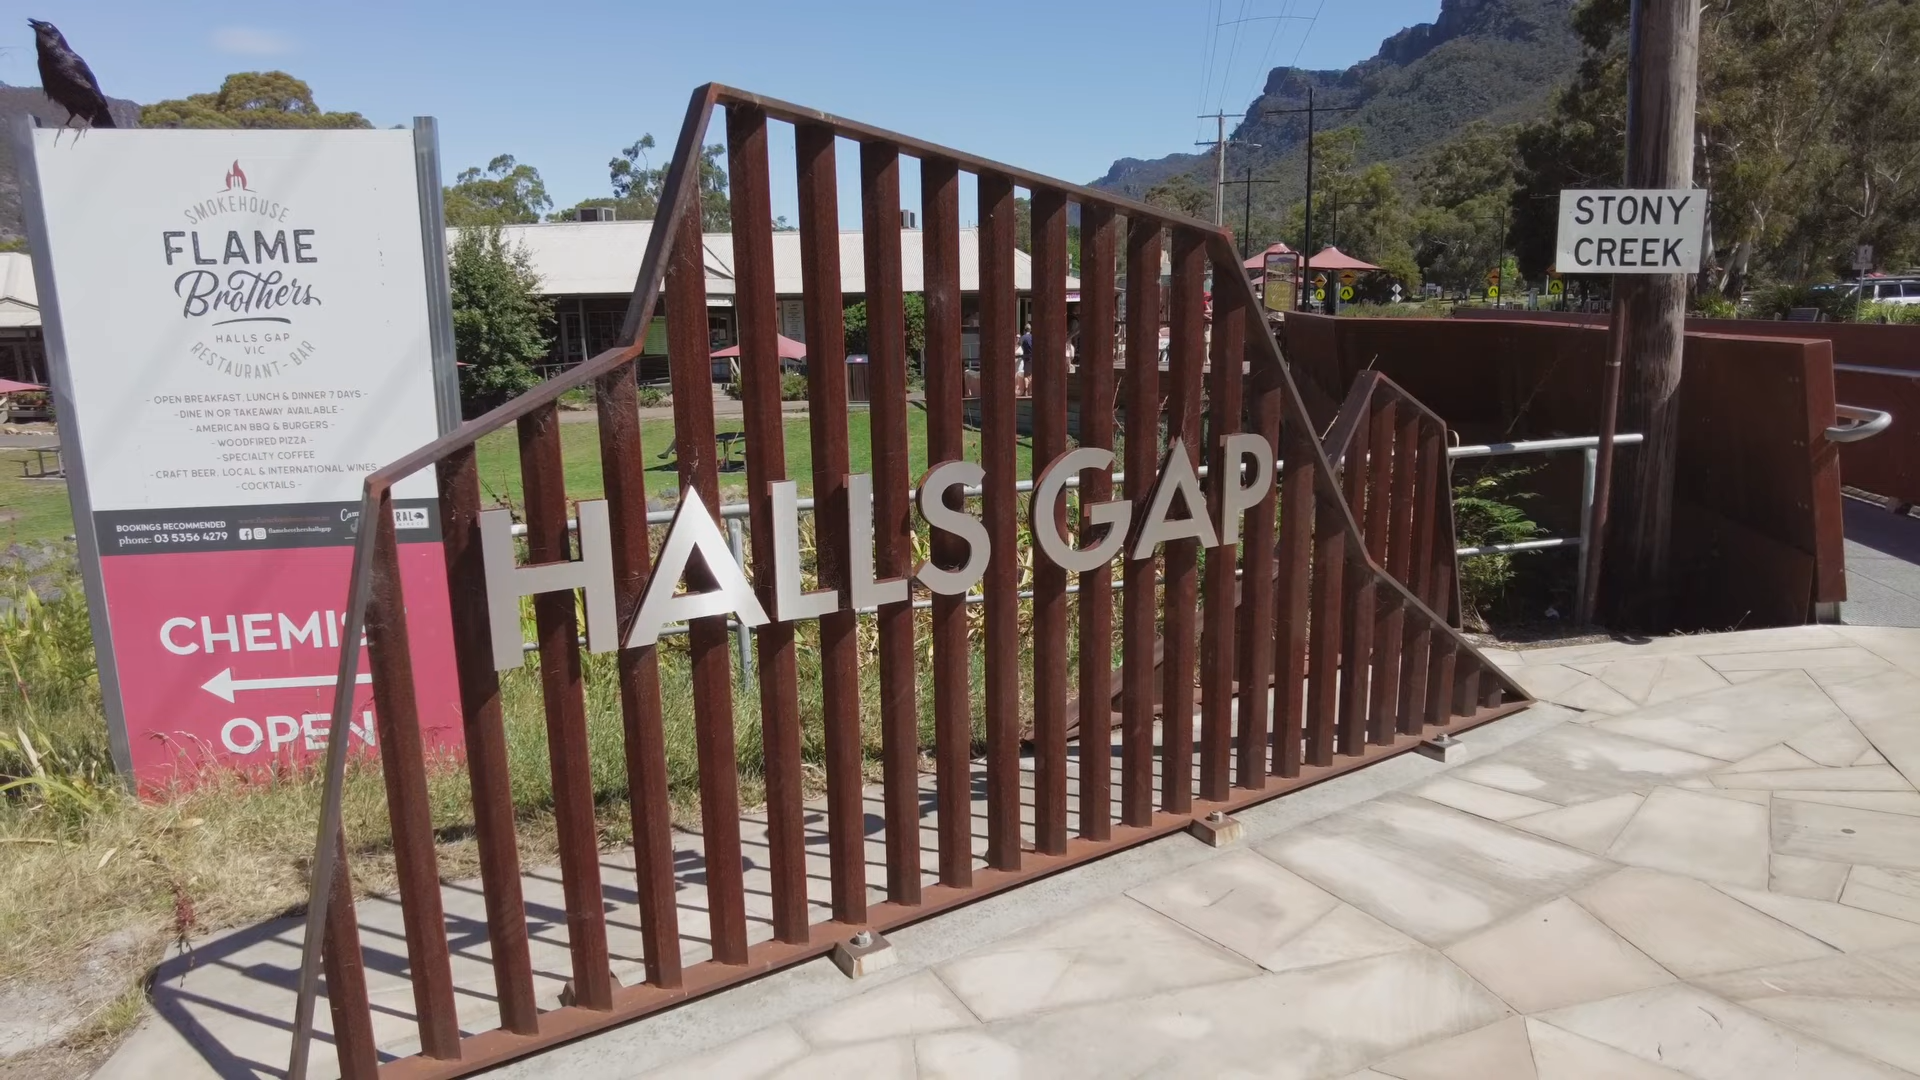 SMOKEHOUSE
FLAME
Brothers
HALLS GAP
VIC
RESTAURANT - BAR
- OPEN BREAKFAST, LUNCH & DINNER 7 DAYS -
- DINE IN OR TAKEAWAY AVAILABLE -
- AMERICAN BBQ & BURGERS -
- WOODFIRED PIZZA -
- SPECIALTY COFFEE
- CRAFT BEER, LOCAL & INTERNATIONAL WINES -
- COCKTAILS -
BOOKINGS RECOMMENDED
phone: 03 5356 4279
flamebrothershallsgap
CHEMIS
OPEN
HALLS GAP
STONY
CREEK